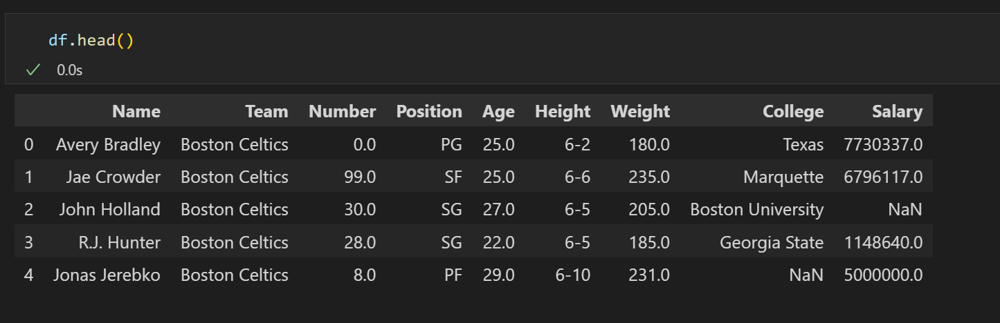 df.head()
0.0s
Name Team Number Position Age Height Weight College Salary
0 Avery Bradley Boston Celtics 0.0 PG 25.0 6-2 180.0 Texas 7730337.0
1 Jae Crowder Boston Celtics 99.0 SF 25.0 6-6 235.0 Marquette 6796117.0
2 John Holland Boston Celtics 30.0 SG 27.0 6-5 205.0 Boston University NaN
3 R.J. Hunter Boston Celtics 28.0 SG 22.0 6-5 185.0 Georgia State 1148640.0
4 Jonas Jerebko Boston Celtics 8.0 PF 29.0 6-10 231.0 NaN 5000000.0